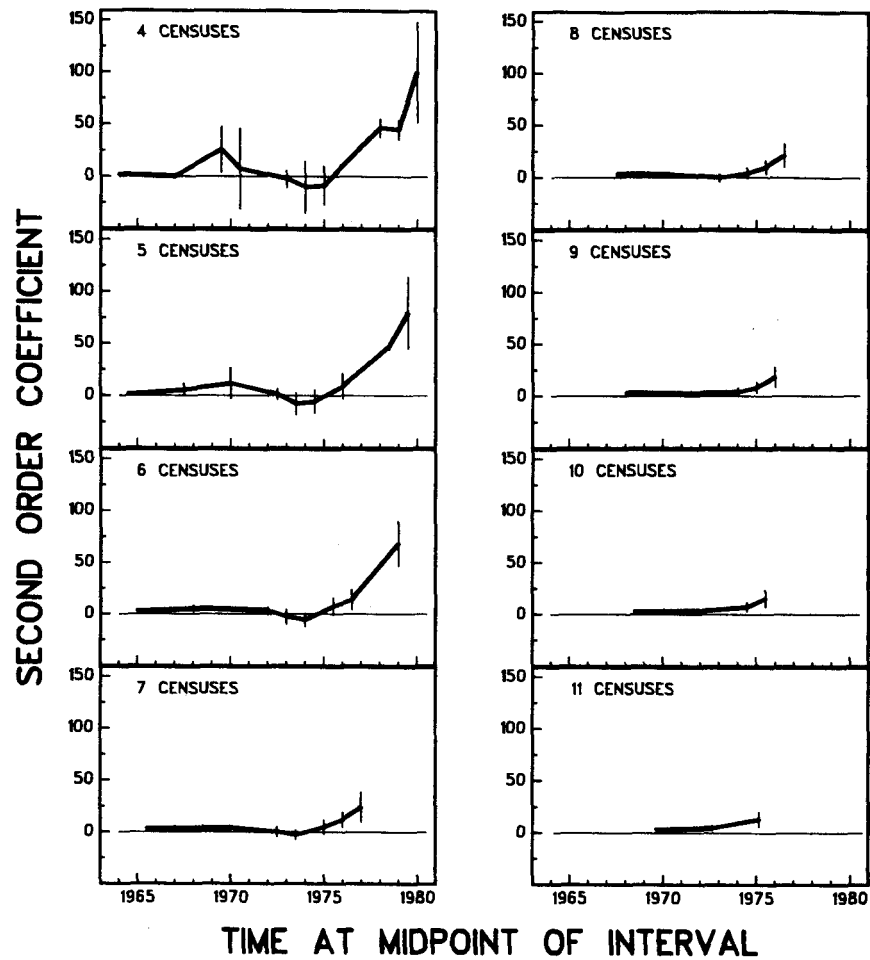 SECOND ORDER COEFFICIENT
4 CENSUSES
150
100
50
0
5 CENSUSES
150
100
50
0
6 CENSUSES
150
100
50
0
7 CENSUSES
150
100
50
0
1965 1970 1975 1980
8 CENSUSES
150
100
50
0
9 CENSUSES
150
100
50
0
10 CENSUSES
150
100
50
0
11 CENSUSES
150
100
50
0
1965 1970 1975 1980
TIME AT MIDPOINT OF INTERVAL